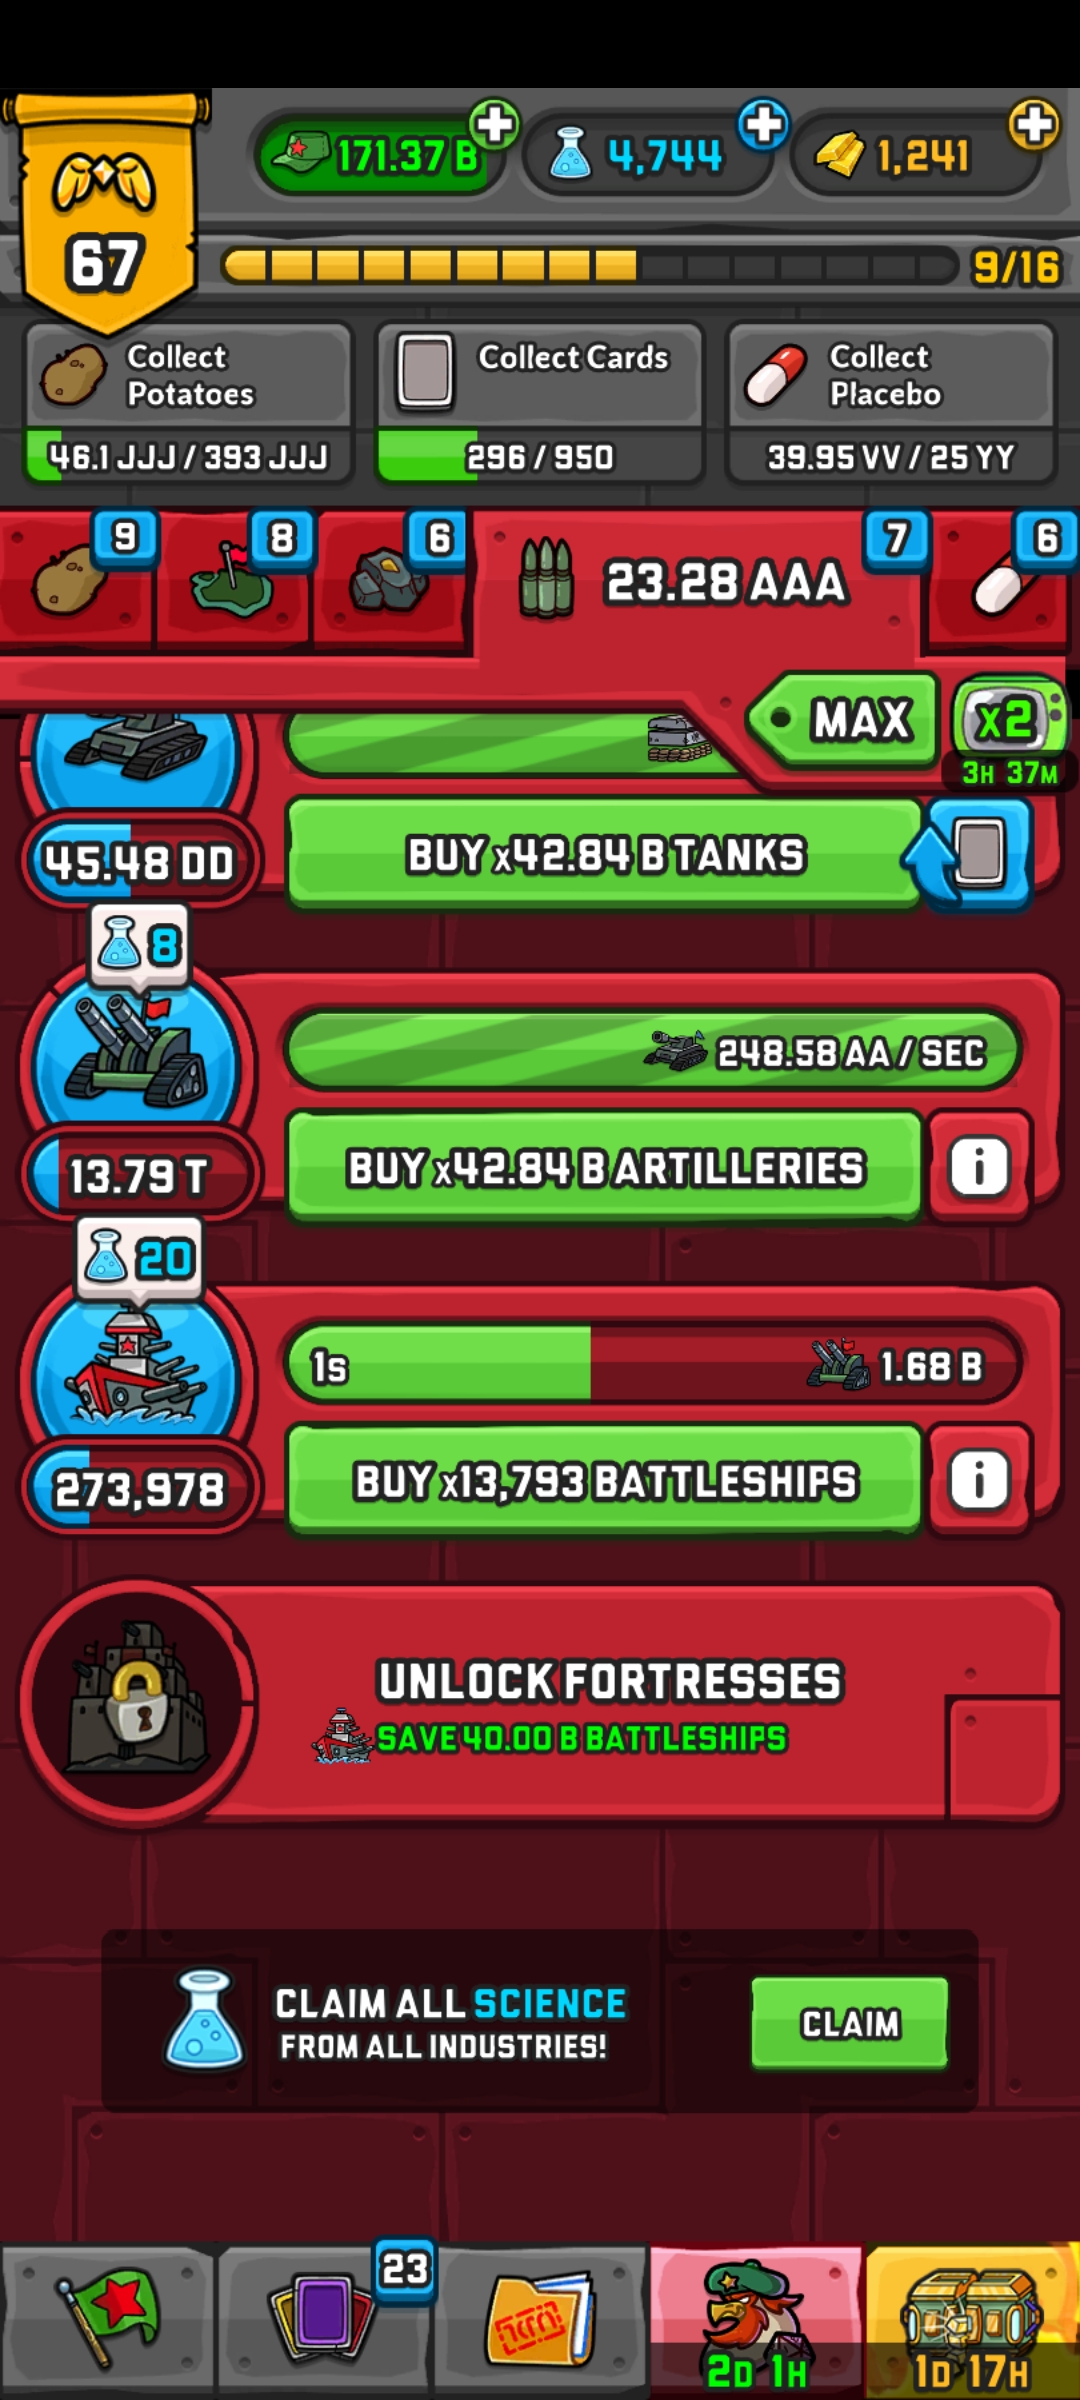 171.37 B
4,744
1,241
67
9/16
Collect
Potatoes
46.1 JJJ / 393 JJJ
Collect Cards
296 / 950
Collect
Placebo
39.95 VV / 25 YY
9
8
6
23.28 AAA
7
6
MAX
x2
3H 37M
45.48 DD
BUY x42.84 B TANKS
8
248.58 AA / SEC
13.79 T
BUY x42.84 B ARTILLERIES
i
20
1s
1.68 B
273,978
BUY x13,793 BATTLESHIPS
i
UNLOCK FORTRESSES
SAVE 40.00 B BATTLESHIPS
CLAIM ALL SCIENCE
FROM ALL INDUSTRIES!
CLAIM
23
2D 1H
1D 17H